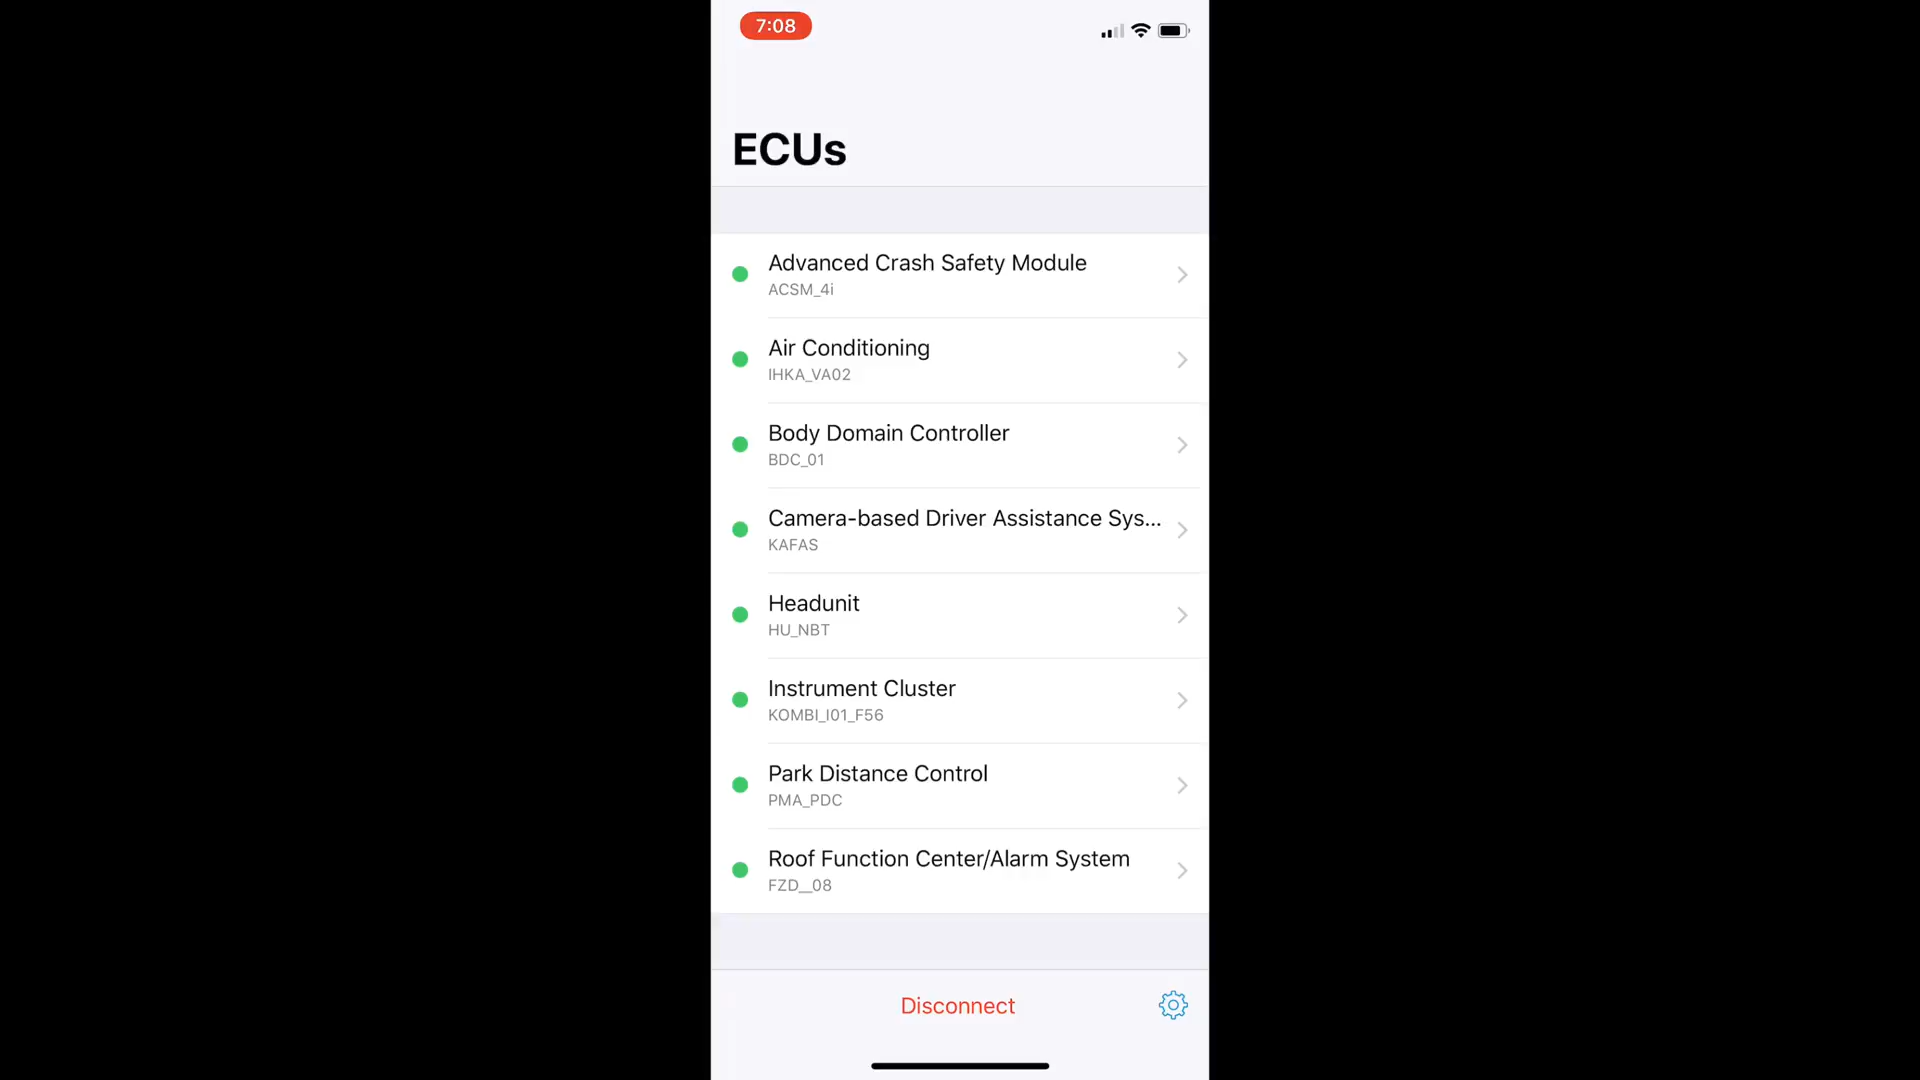 7:08
ECUs
Advanced Crash Safety Module
ACSM_4i
Air Conditioning
IHKA_VA02
Body Domain Controller
BDC_01
Camera-based Driver Assistance Sys...
KAFAS
Headunit
HU_NBT
Instrument Cluster
KOMBI_I01_F56
Park Distance Control
PMA_PDC
Roof Function Center/Alarm System
FZD__08
Disconnect